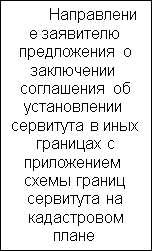 Направлени
е заявителю
предложения о
заключении
соглашения об
установлении
сервитута в иных
границах с
приложением
схемы границ
сервитута на
кадастровом
плане